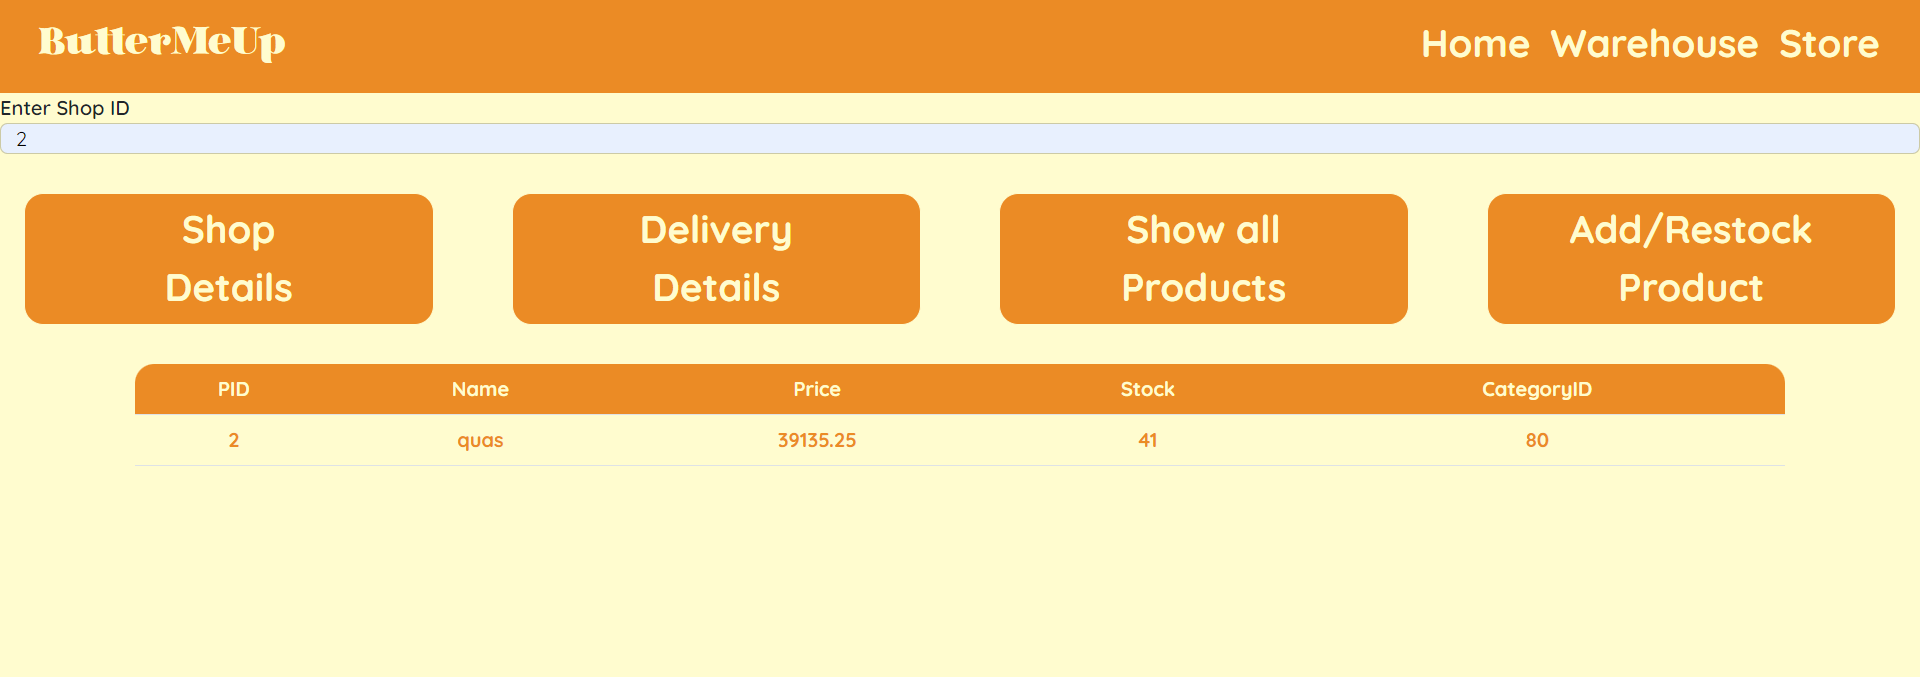 ButterMeUp
Home Warehouse Store
Enter Shop ID
2
Shop
Details
Delivery
Details
Show all
Products
Add/Restock
Product
PID Name Price Stock CategoryID
2 quas 39135.25 41 80